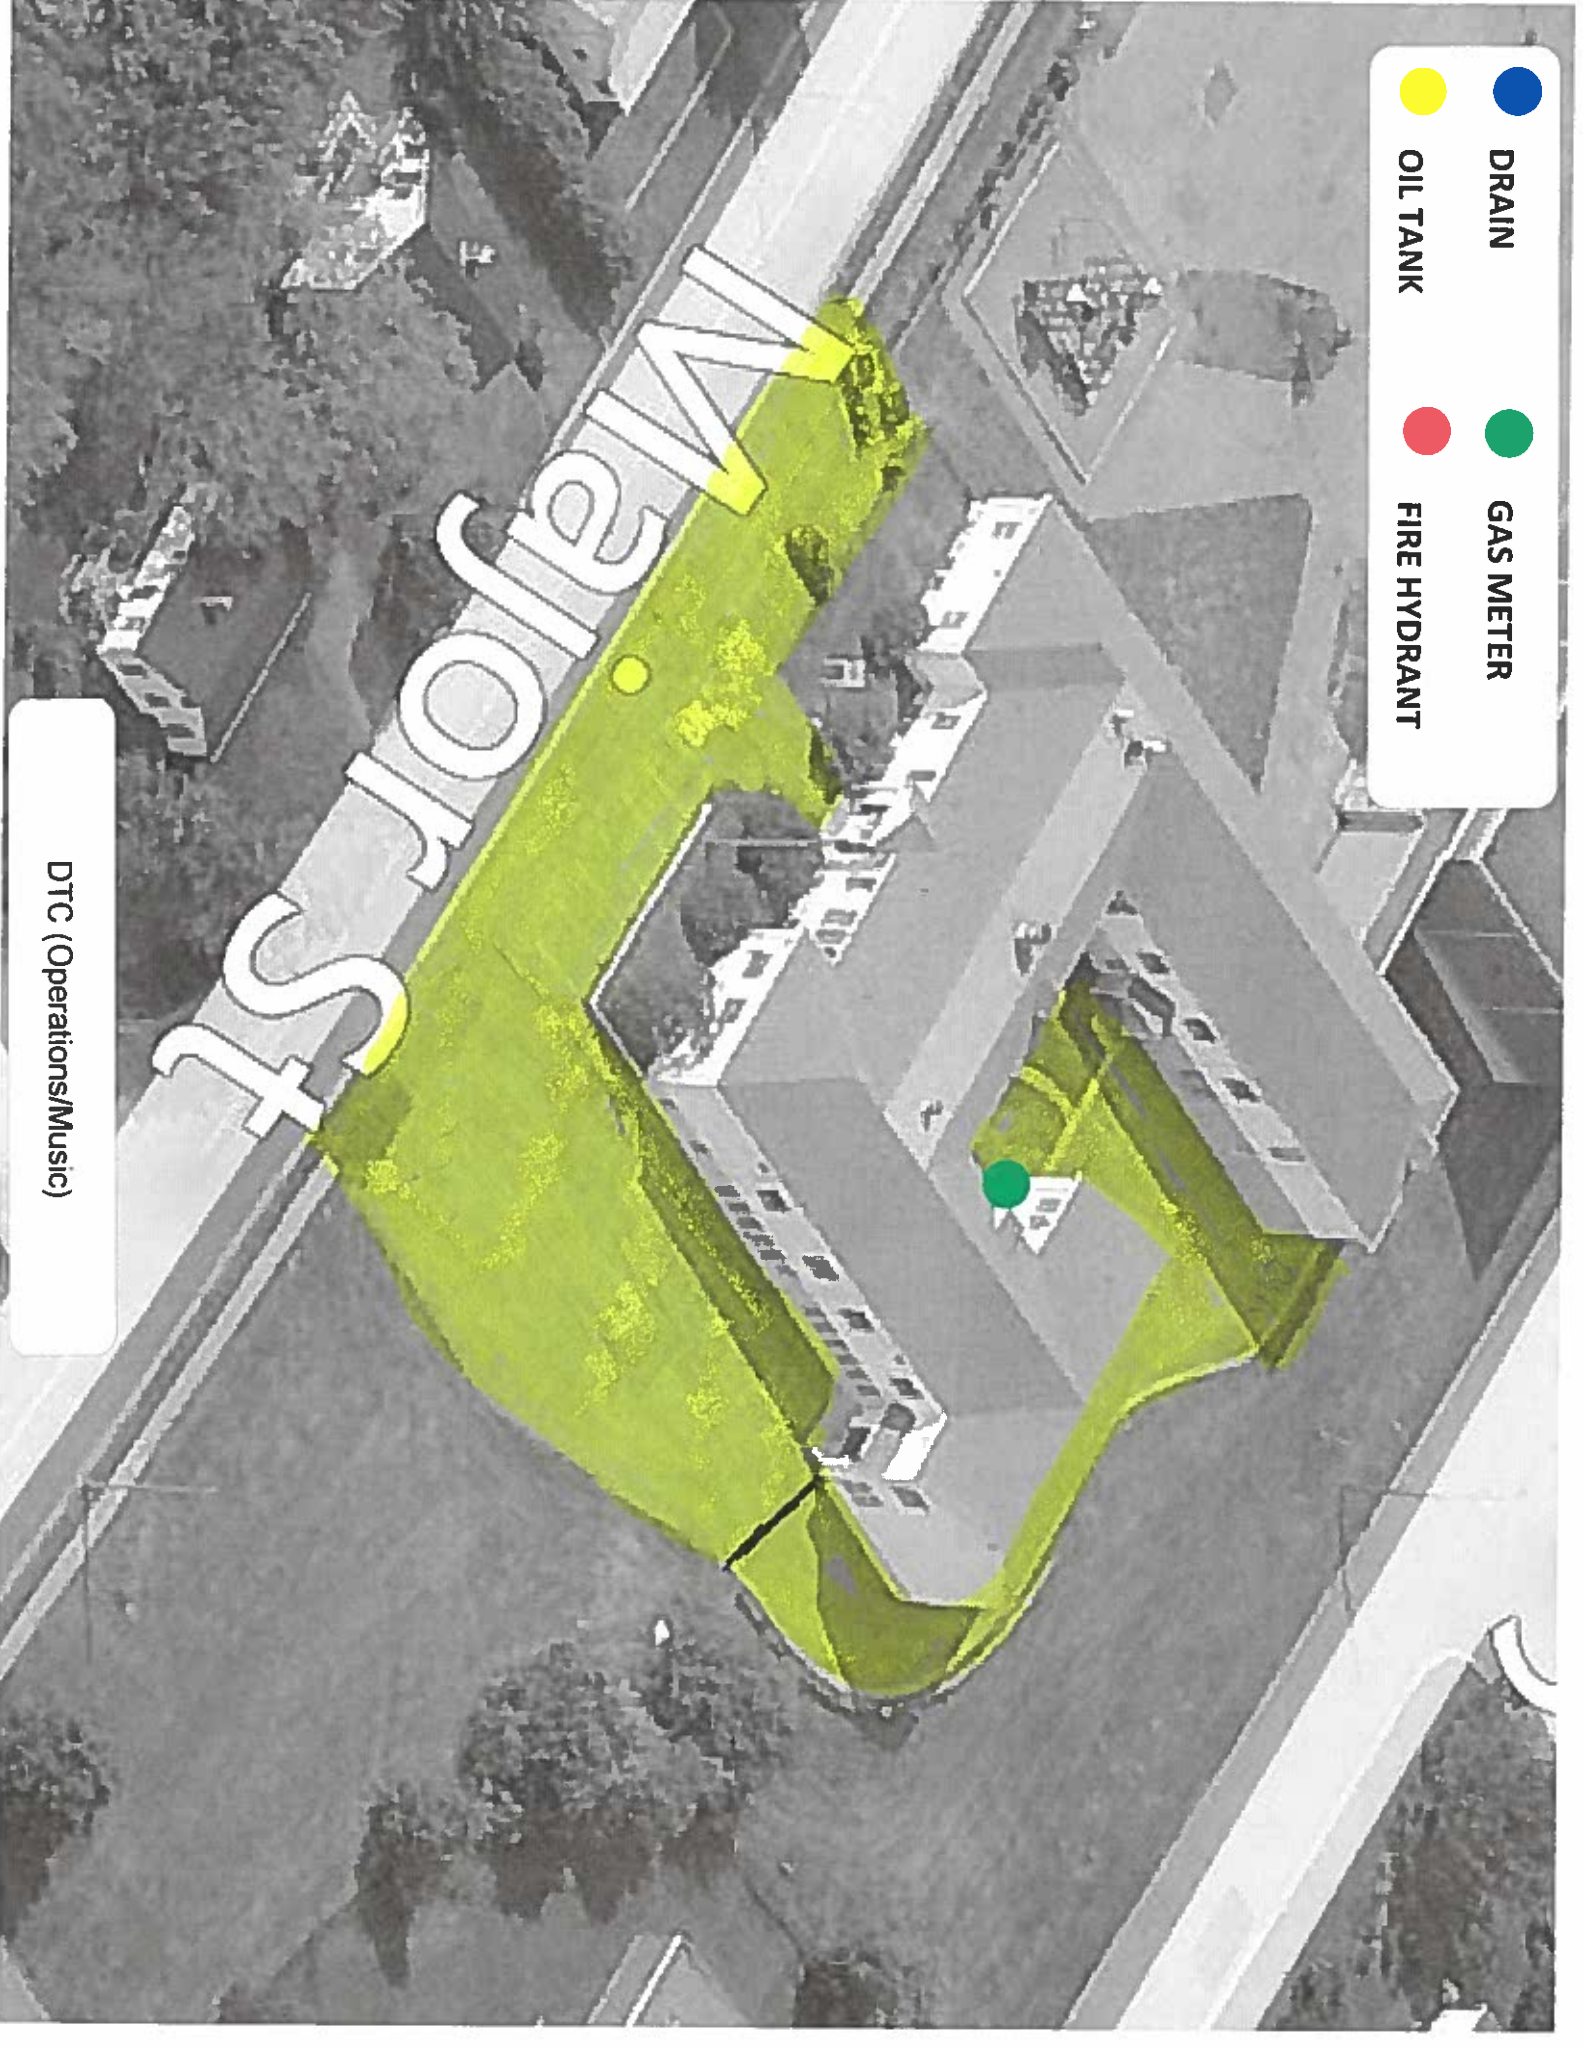 DRAIN
GAS METER
OIL TANK
FIRE HYDRANT
Major St
DTC (Operations/Music)